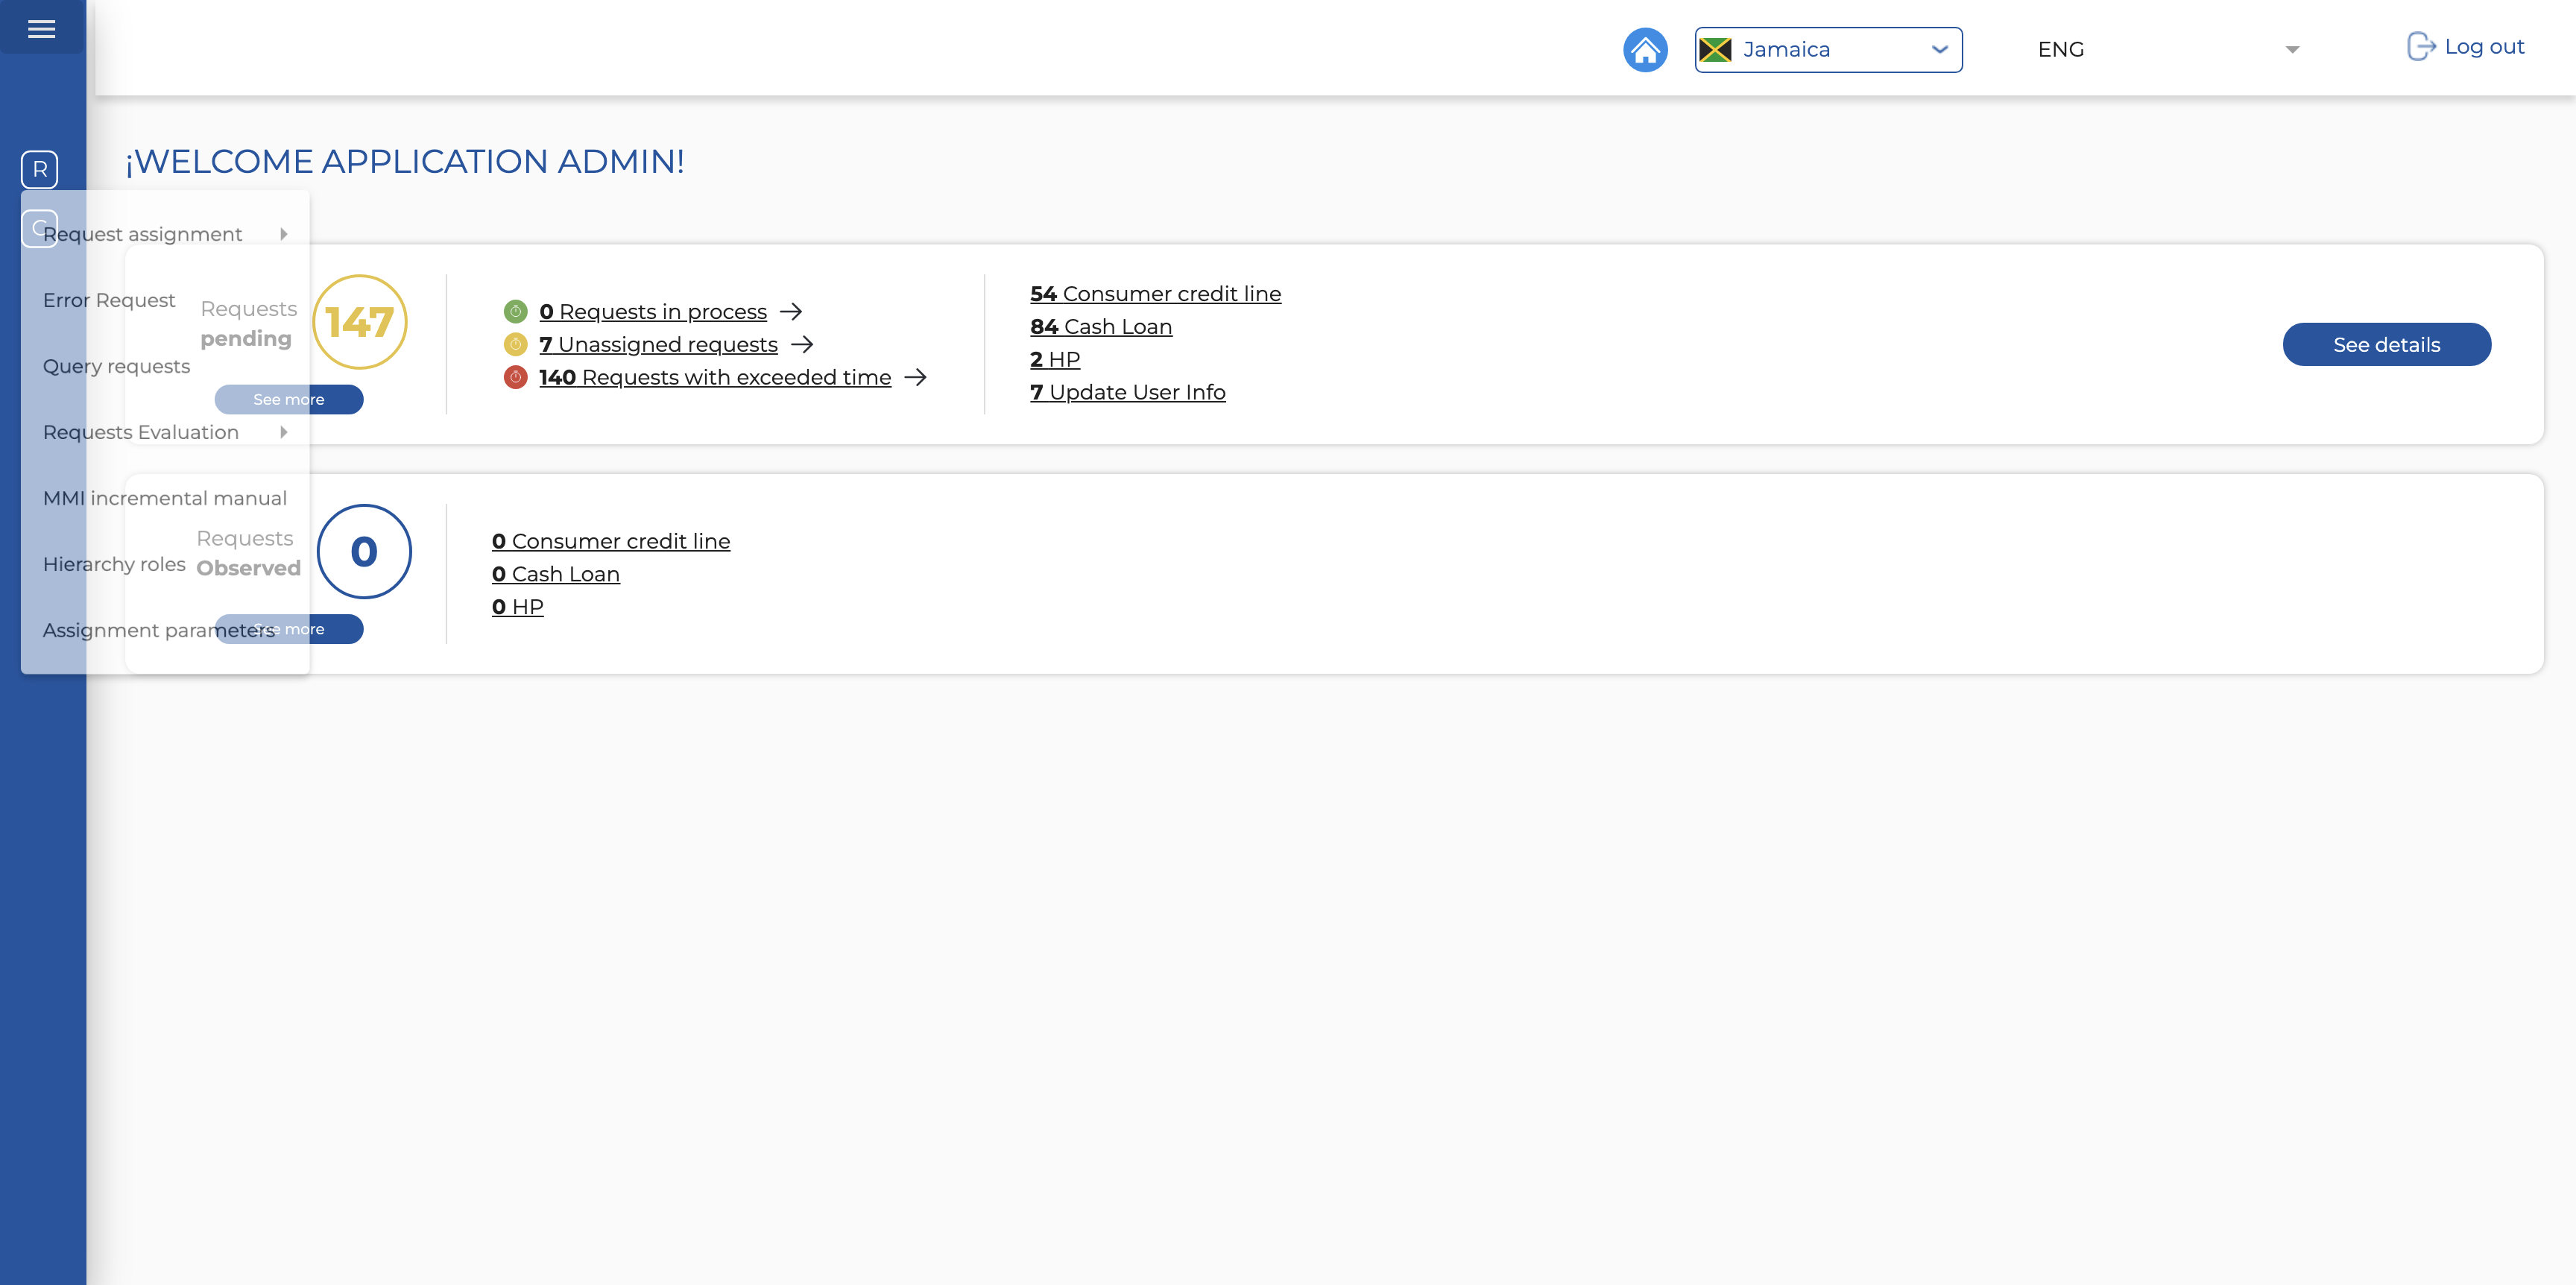 Jamaica
ENG
Log out
R
C
¡WELCOME APPLICATION ADMIN!
Request assignment
Error Request
Query requests
Requests Evaluation
MMI incremental manual
Hierarchy roles
Assignment parameters
Requests
pending
147
See more
0 Requests in process
7 Unassigned requests
140 Requests with exceeded time
54 Consumer credit line
84 Cash Loan
2 HP
7 Update User Info
See details
Requests
Observed
0
See more
0 Consumer credit line
0 Cash Loan
0 HP